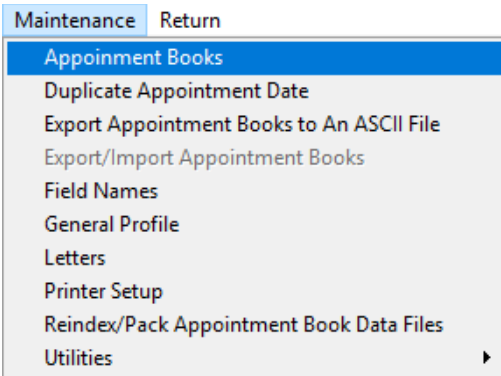 Maintenance Return
Appoinment Books
Duplicate Appointment Date
Export Appointment Books to An ASCII File
Export/Import Appointment Books
Field Names
General Profile
Letters
Printer Setup
Reindex/Pack Appointment Book Data Files
Utilities